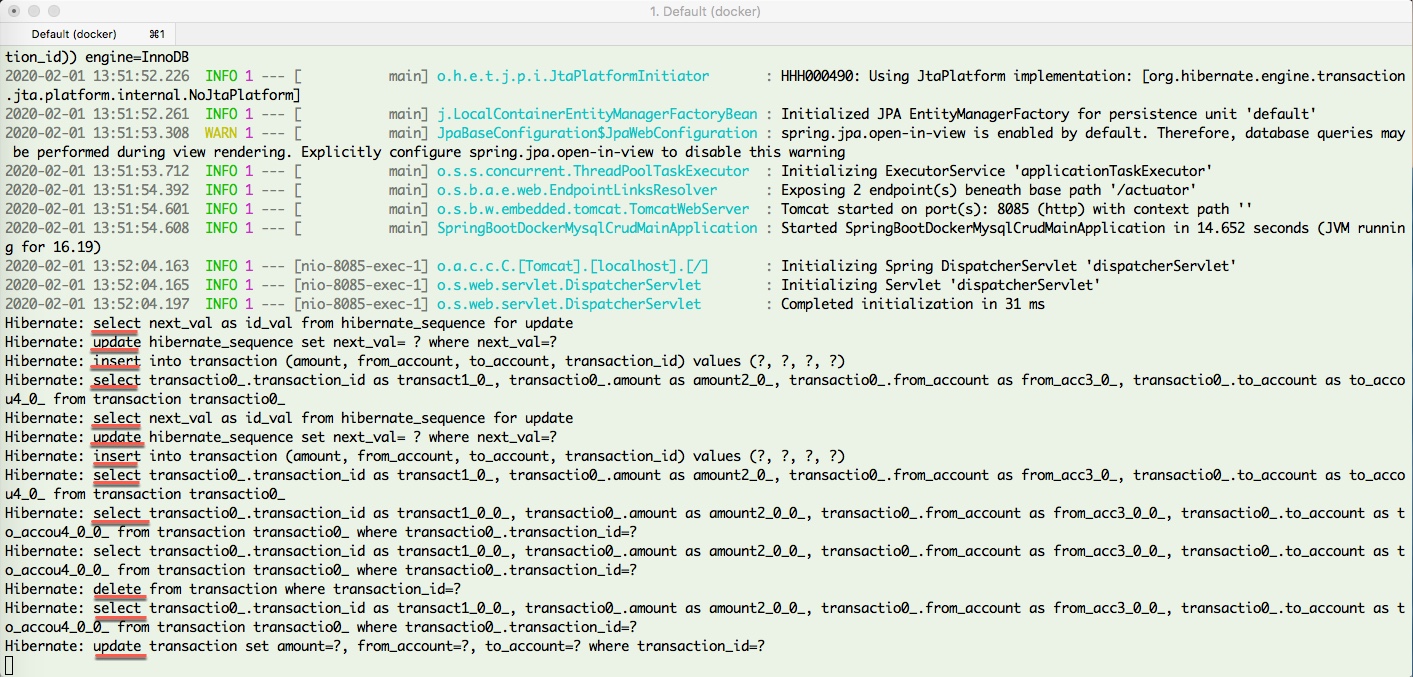 1. Default (docker)
Default (docker) ⌘1
tion_id)) engine=InnoDB
2020-02-01 13:51:52.226  INFO 1 --- [           main] o.h.e.t.j.p.i.JtaPlatformInitiator       : HHH000490: Using JtaPlatform implementation: [org.hibernate.engine.transaction
.jta.platform.internal.NoJtaPlatform]
2020-02-01 13:51:52.261  INFO 1 --- [           main] j.LocalContainerEntityManagerFactoryBean : Initialized JPA EntityManagerFactory for persistence unit 'default'
2020-02-01 13:51:53.308  WARN 1 --- [           main] JpaBaseConfiguration$JpaWebConfiguration : spring.jpa.open-in-view is enabled by default. Therefore, database queries may
 be performed during view rendering. Explicitly configure spring.jpa.open-in-view to disable this warning
2020-02-01 13:51:53.712  INFO 1 --- [           main] o.s.s.concurrent.ThreadPoolTaskExecutor  : Initializing ExecutorService 'applicationTaskExecutor'
2020-02-01 13:51:54.392  INFO 1 --- [           main] o.s.b.a.e.web.EndpointLinksResolver      : Exposing 2 endpoint(s) beneath base path '/actuator'
2020-02-01 13:51:54.601  INFO 1 --- [           main] o.s.b.w.embedded.tomcat.TomcatWebServer  : Tomcat started on port(s): 8085 (http) with context path ''
2020-02-01 13:51:54.608  INFO 1 --- [           main] SpringBootDockerMysqlCrudMainApplication : Started SpringBootDockerMysqlCrudMainApplication in 14.652 seconds (JVM runnin
g for 16.19)
2020-02-01 13:52:04.163  INFO 1 --- [nio-8085-exec-1] o.a.c.c.C.[Tomcat].[localhost].[/]       : Initializing Spring DispatcherServlet 'dispatcherServlet'
2020-02-01 13:52:04.165  INFO 1 --- [nio-8085-exec-1] o.s.web.servlet.DispatcherServlet        : Initializing Servlet 'dispatcherServlet'
2020-02-01 13:52:04.197  INFO 1 --- [nio-8085-exec-1] o.s.web.servlet.DispatcherServlet        : Completed initialization in 31 ms
Hibernate: select next_val as id_val from hibernate_sequence for update
Hibernate: update hibernate_sequence set next_val= ? where next_val=?
Hibernate: insert into transaction (amount, from_account, to_account, transaction_id) values (?, ?, ?, ?)
Hibernate: select transactio0_.transaction_id as transact1_0_, transactio0_.amount as amount2_0_, transactio0_.from_account as from_acc3_0_, transactio0_.to_account as to_acco
u4_0_ from transaction transactio0_
Hibernate: select next_val as id_val from hibernate_sequence for update
Hibernate: update hibernate_sequence set next_val= ? where next_val=?
Hibernate: insert into transaction (amount, from_account, to_account, transaction_id) values (?, ?, ?, ?)
Hibernate: select transactio0_.transaction_id as transact1_0_, transactio0_.amount as amount2_0_, transactio0_.from_account as from_acc3_0_, transactio0_.to_account as to_acco
u4_0_ from transaction transactio0_
Hibernate: select transactio0_.transaction_id as transact1_0_0_, transactio0_.amount as amount2_0_0_, transactio0_.from_account as from_acc3_0_0_, transactio0_.to_account as t
o_accou4_0_0_ from transaction transactio0_ where transactio0_.transaction_id=?
Hibernate: select transactio0_.transaction_id as transact1_0_0_, transactio0_.amount as amount2_0_0_, transactio0_.from_account as from_acc3_0_0_, transactio0_.to_account as t
o_accou4_0_0_ from transaction transactio0_ where transactio0_.transaction_id=?
Hibernate: delete from transaction where transaction_id=?
Hibernate: select transactio0_.transaction_id as transact1_0_0_, transactio0_.amount as amount2_0_0_, transactio0_.from_account as from_acc3_0_0_, transactio0_.to_account as t
o_accou4_0_0_ from transaction transactio0_ where transactio0_.transaction_id=?
Hibernate: update transaction set amount=?, from_account=?, to_account=? where transaction_id=?